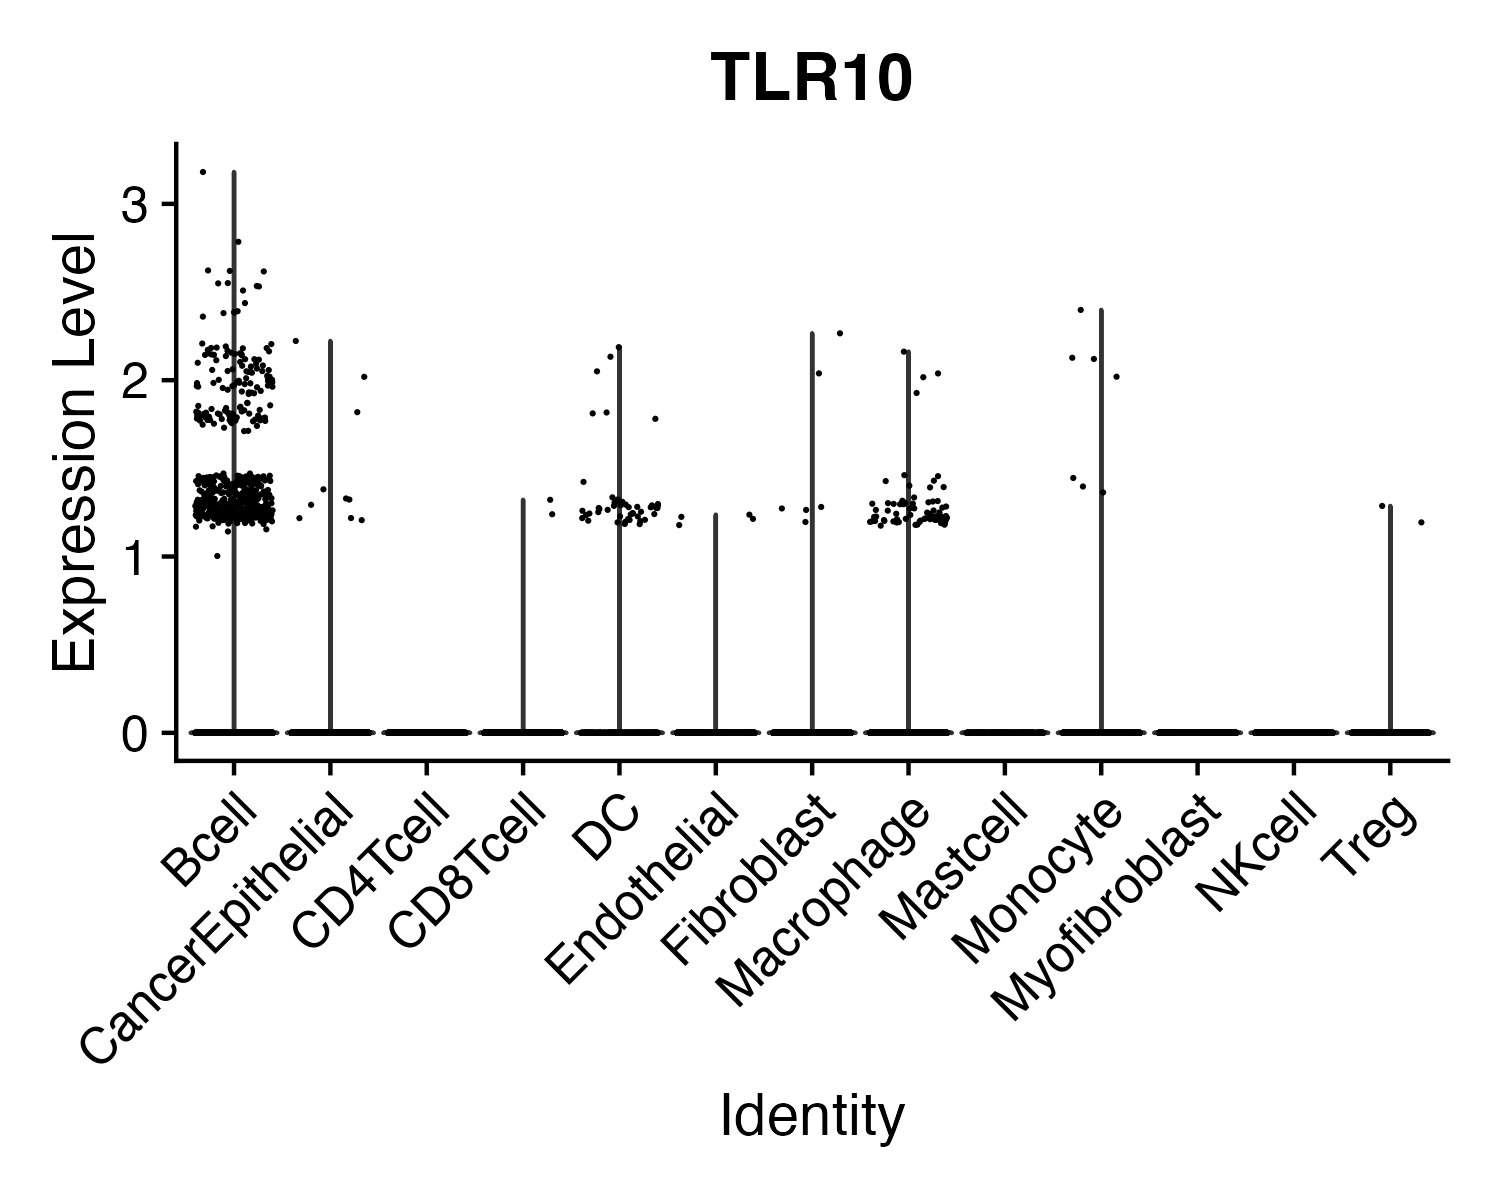 TLR10
Expression Level
3
2
1
0
Bcell
CancerEpithelial
CD4Tcell
CD8Tcell
DC
Endothelial
Fibroblast
Macrophage
Mastcell
Monocyte
Myofibroblast
NKcell
Treg
Identity